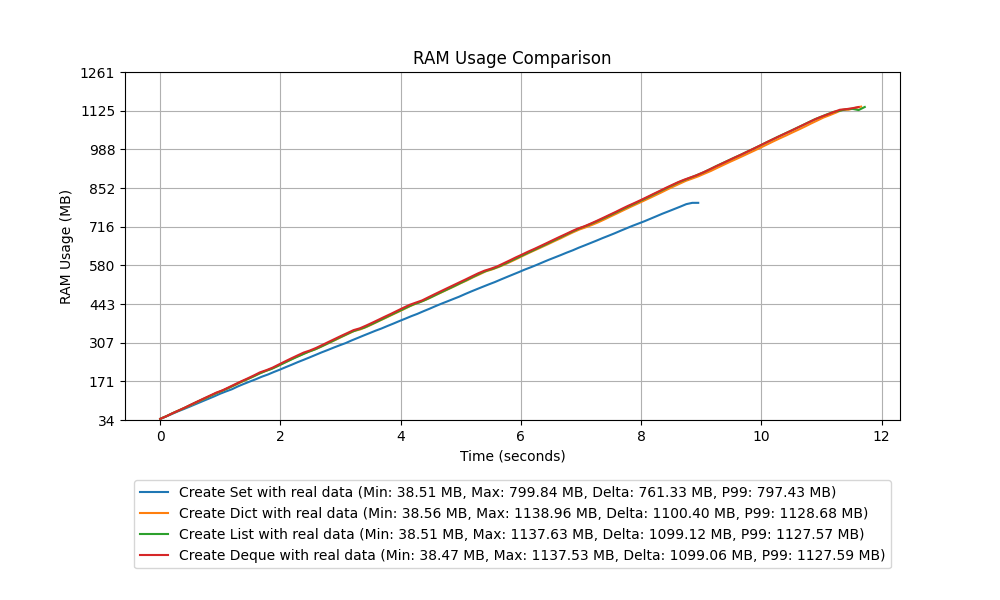 RAM Usage Comparison
1261
1125
988
852
716
580
443
307
171
34
RAM Usage (MB)
0 2 4 6 8 10 12
Time (seconds)
Create Set with real data (Min: 38.51 MB, Max: 799.84 MB, Delta: 761.33 MB, P99: 797.43 MB)
Create Dict with real data (Min: 38.56 MB, Max: 1138.96 MB, Delta: 1100.40 MB, P99: 1128.68 MB)
Create List with real data (Min: 38.51 MB, Max: 1137.63 MB, Delta: 1099.12 MB, P99: 1127.57 MB)
Create Deque with real data (Min: 38.47 MB, Max: 1137.53 MB, Delta: 1099.06 MB, P99: 1127.59 MB)